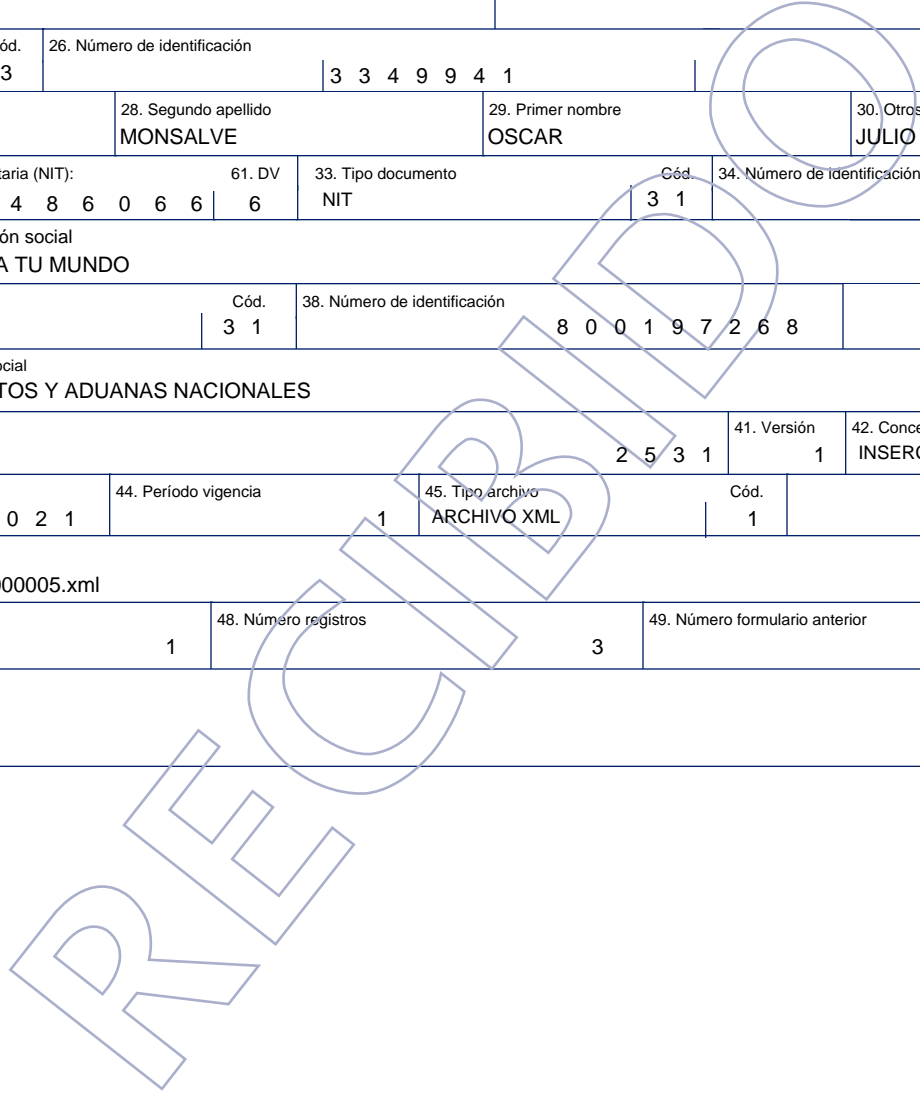 ód. 26. Número de identificación
3 3 3 4 9 9 4 1
28. Segundo apellido 29. Primer nombre 30. Otros
MONSALVE OSCAR JULIO
taria (NIT): 61. DV 33. Tipo documento Cód. 34. Número de identificación
4 8 6 0 6 6 6 NIT 3 1
ón social
A TU MUNDO
Cód. 38. Número de identificación
3 1 8 0 0 1 9 7 2 6 8
ocial
TOS Y ADUANAS NACIONALES
41. Versión 42. Conce
2 5 3 1 1 INSERC
44. Período vigencia 45. Tipo archivo Cód.
0 2 1 1 ARCHIVO XML 1
000005.xml
48. Número registros 49. Número formulario anterior
1 3
RECIBIDO